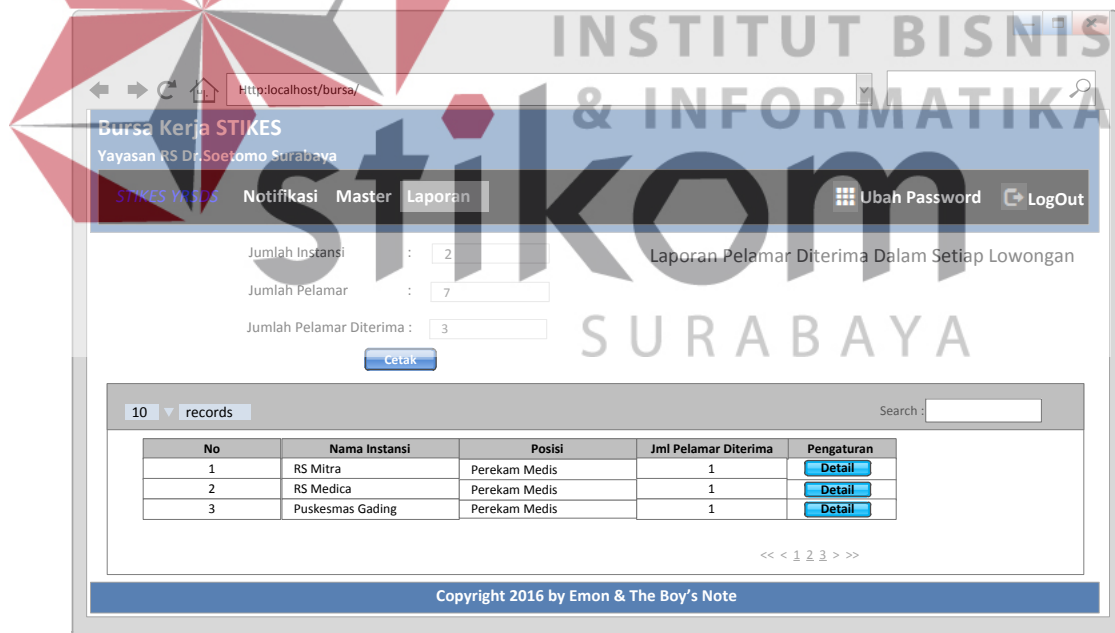 INSTITUT BISNIS
& INFORMATIKA
stikom
SURABAYA
Http:localhost/bursa/
Bursa Kerja STIKES
Yayasan RS Dr.Soetomo Surabaya
STIKES YRSDS Notifikasi Master Laporan Ubah Password LogOut
Laporan Pelamar Diterima Dalam Setiap Lowongan
Jumlah Instansi : 2
Jumlah Pelamar : 7
Jumlah Pelamar Diterima : 3
Cetak
10 records Search :
No Nama Instansi Posisi Jml Pelamar Diterima Pengaturan
1 RS Mitra Perekam Medis 1 Detail
2 RS Medica Perekam Medis 1 Detail
3 Puskesmas Gading Perekam Medis 1 Detail
<< < 1 2 3 > >>
Copyright 2016 by Emon & The Boy’s Note